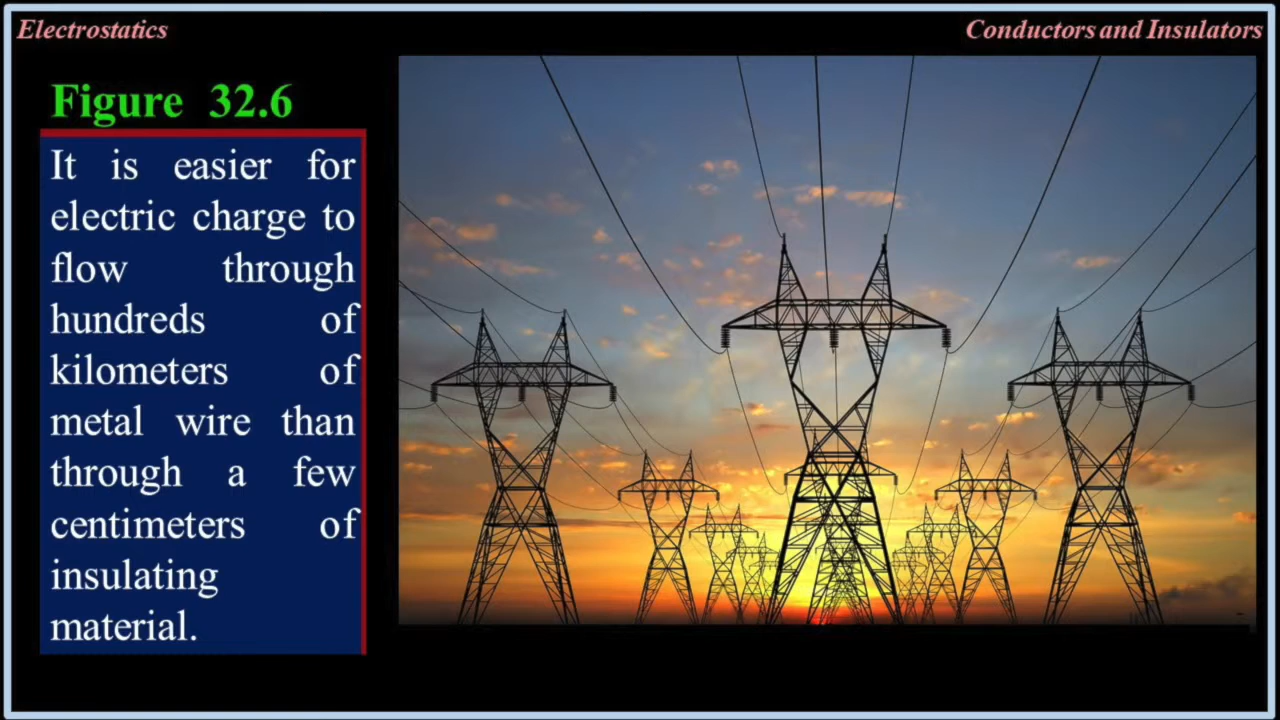 Electrostatics
Conductors and Insulators
Figure 32.6
It is easier for
electric charge to
flow through
hundreds of
kilometers of
metal wire than
through a few
centimeters of
insulating
material.